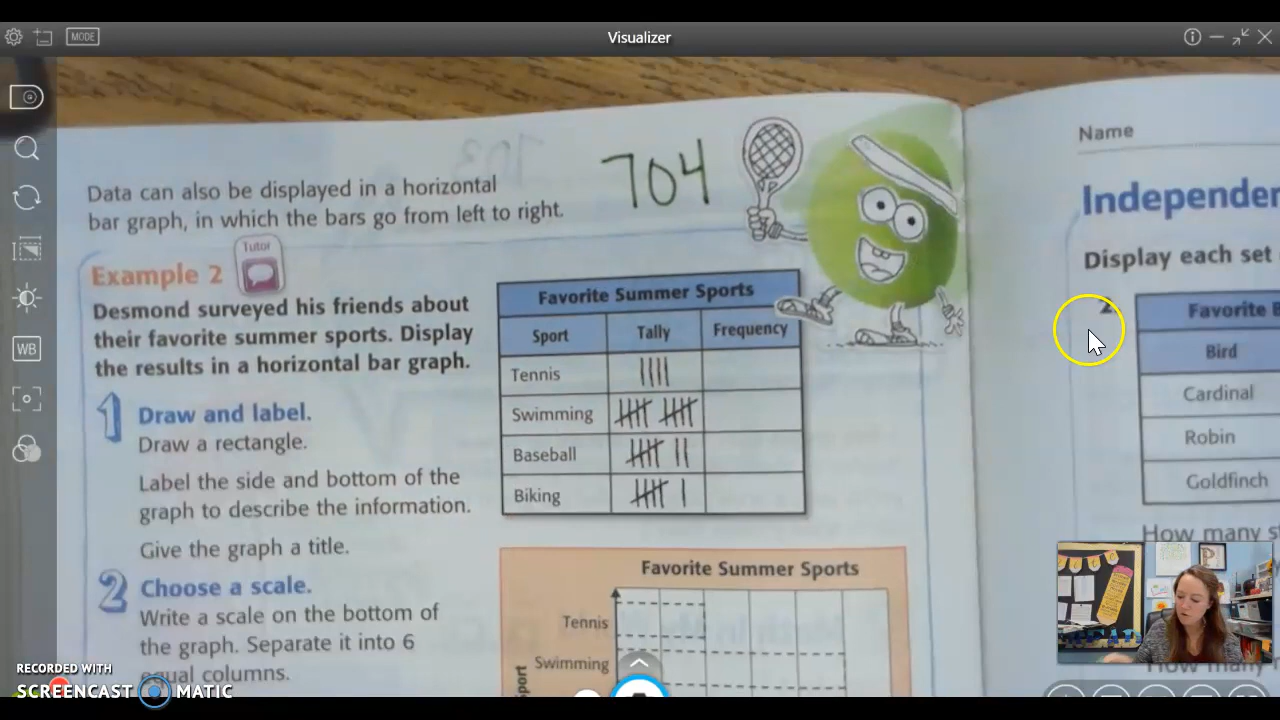 MODE
Visualizer
WB
704
Data can also be displayed in a horizontal
bar graph, in which the bars go from left to right.
Tutor
Example 2
Desmond surveyed his friends about
their favorite summer sports. Display
the results in a horizontal bar graph.
1 Draw and label.
Draw a rectangle.
Label the side and bottom of the
graph to describe the information.
Give the graph a title.
2 Choose a scale.
Write a scale on the bottom of
the graph. Separate it into 6
equal columns.
Favorite Summer Sports
Sport Tally Frequency
Tennis
Swimming
Baseball
Biking
Favorite Summer Sports
Tennis
Swimming
Sport
Name
Display each set
2.
Bird
Cardinal
Robin
Goldfinch
How many
How many
RECORDED WITH
SCREENCAST MATIC